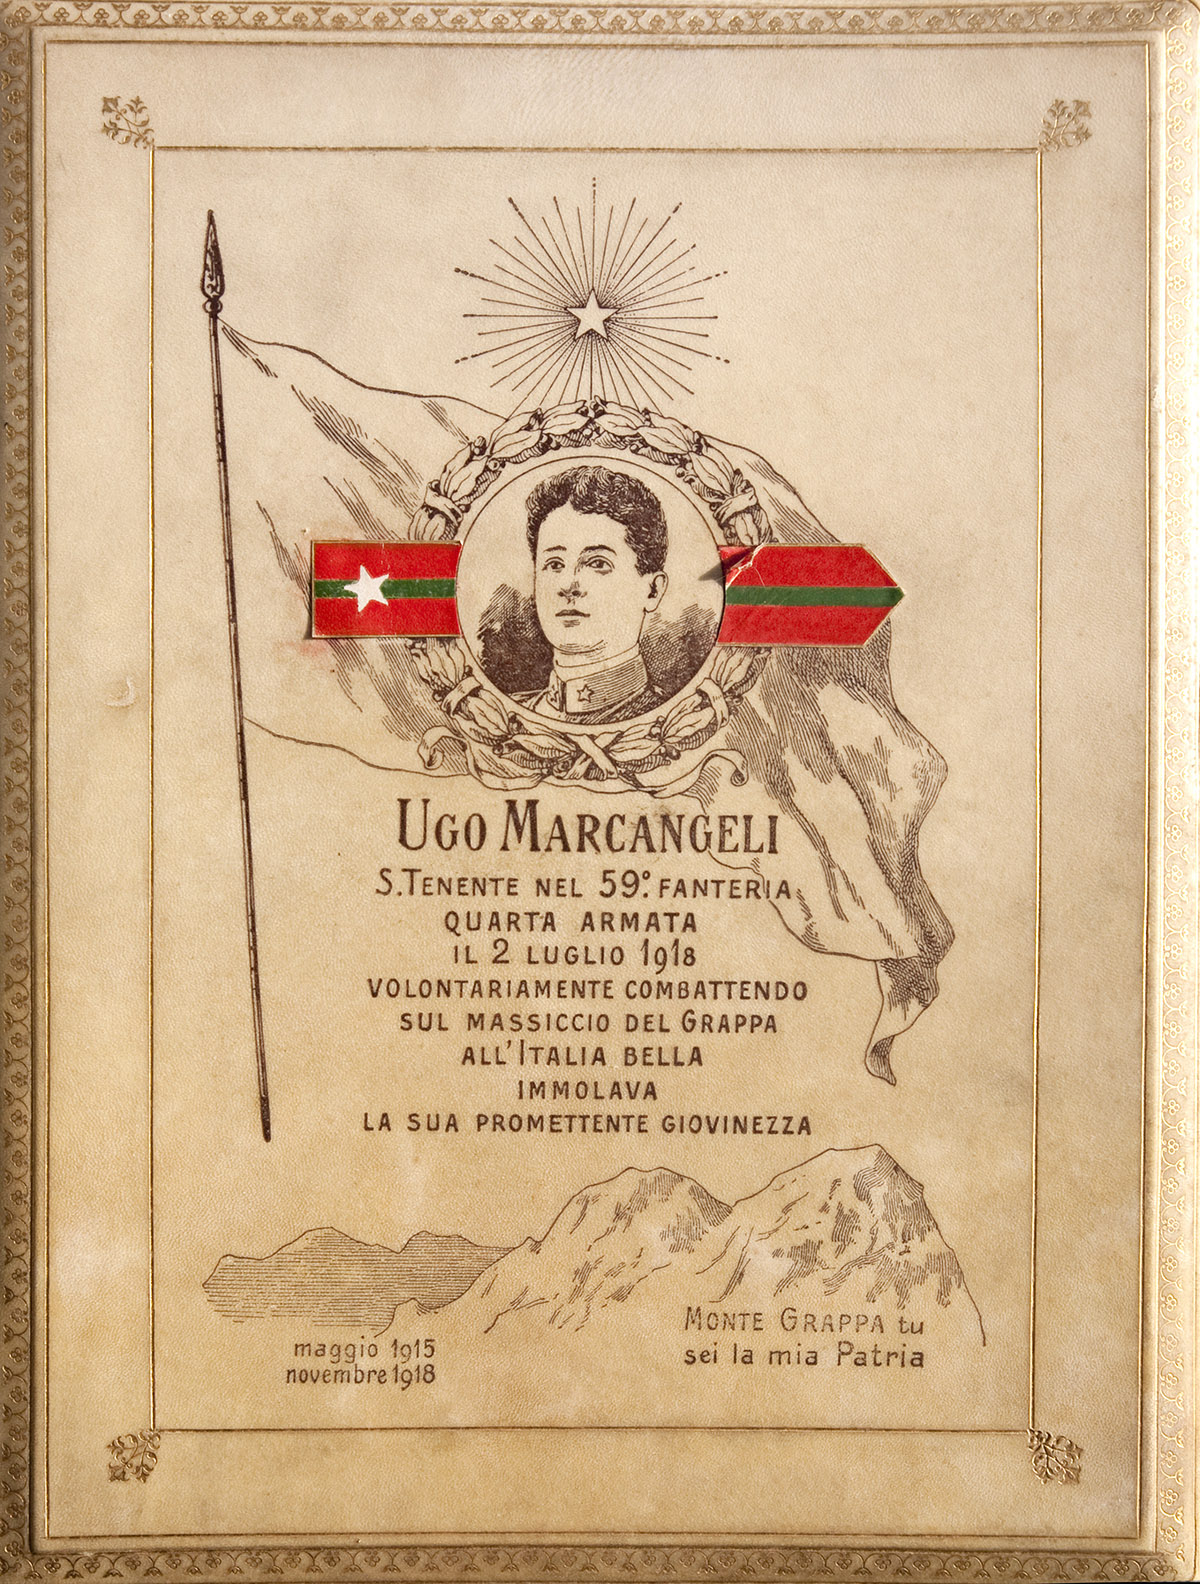 UGO MARCANGELI
S. TENENTE NEL 59º FANTERIA
QUARTA ARMATA
IL 2 LUGLIO 1918
VOLONTARIAMENTE COMBATTENDO
SUL MASSICCIO DEL GRAPPA
ALL'ITALIA BELLA
IMMOLAVA
LA SUA PROMETTENTE GIOVINEZZA
MONTE GRAPPA tu
sei la mia Patria
maggio 1915
novembre 1918